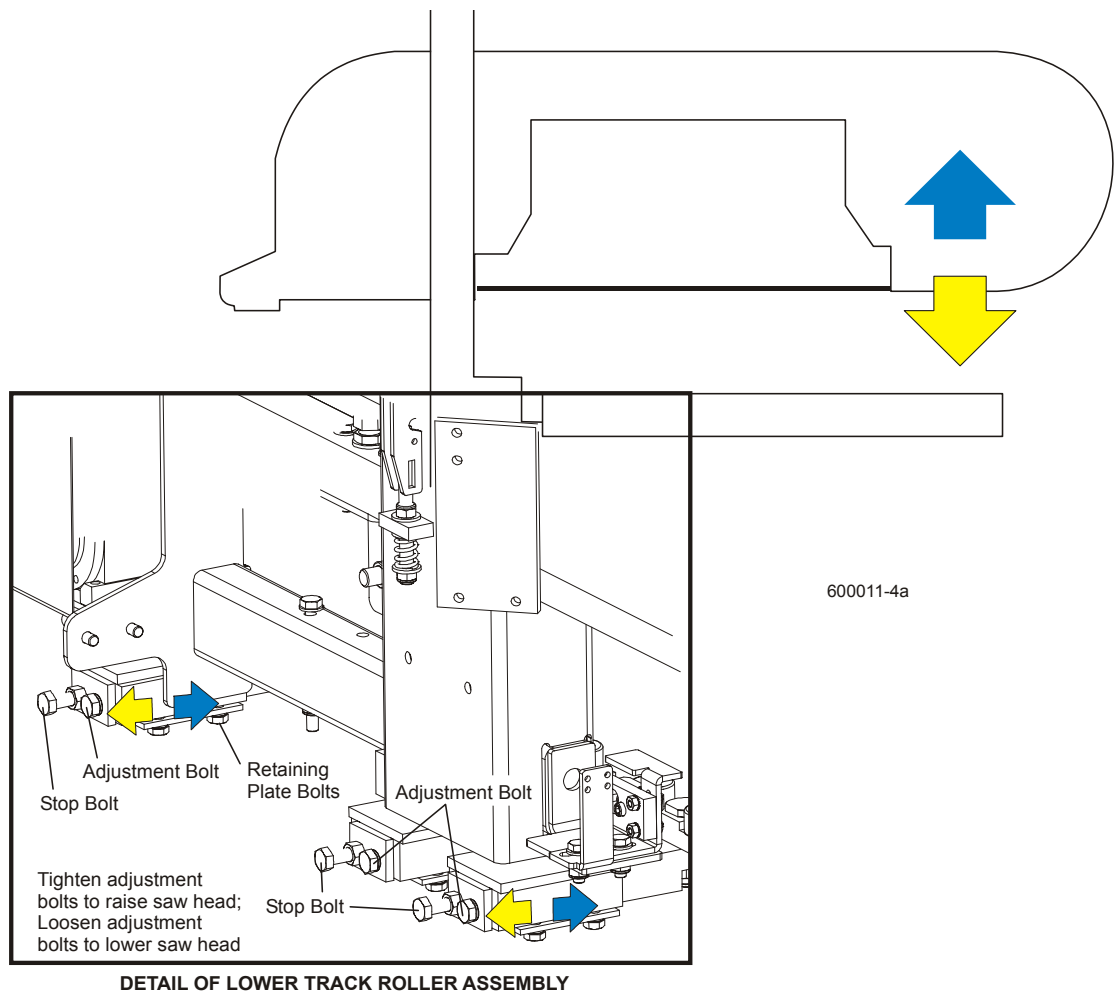 600011-4a
Adjustment Bolt
Stop Bolt
Retaining
Plate Bolts
Adjustment Bolt
Stop Bolt
Tighten adjustment
bolts to raise saw head;
Loosen adjustment
bolts to lower saw head
DETAIL OF LOWER TRACK ROLLER ASSEMBLY